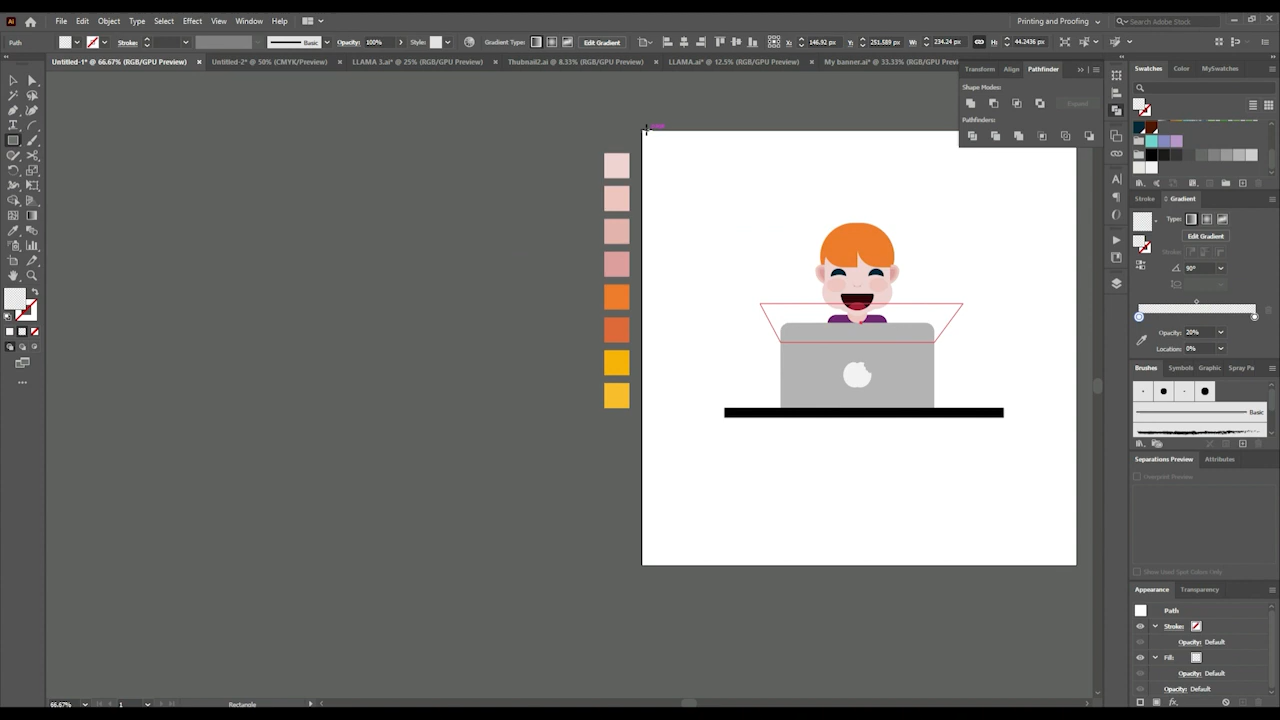 Ai File Edit Object Type Select Effect View Window Help Printing and Proofing Search Adobe Stock
Path Stroke: Basic Opacity: 100% Style: Gradient Type: Edit Gradient X: 146.92 px Y: 251.589 px W: 234.24 px H: 44.2436 px
Untitled-1* @ 66.67% (RGB/GPU Preview) Untitled-2* @ 50% (CMYK/Preview) LLAMA 3.ai* @ 25% (RGB/GPU Preview) Thubmnail2.ai @ 8.33% (RGB/GPU Preview) LLAMA.ai* @ 12.5% (RGB/GPU Preview) My banner.ai* @ 33.33% (RGB/GPU Preview)
Transform Align Pathfinder
Shape Modes:
Expand
Pathfinders:
Swatches Color MySwatches
Stroke Gradient
Type:
Edit Gradient
Stroke:
90°
Opacity: 20%
Location: 0%
Brushes Symbols Graphic Spray Pa
Basic
Separations Preview Attributes
Overprint Preview
Show Used Spot Colors Only
Appearance Transparency
Path
Stroke:
Opacity: Default
Fill:
Opacity: Default
Opacity: Default
fx
66.67% 1 Rectangle